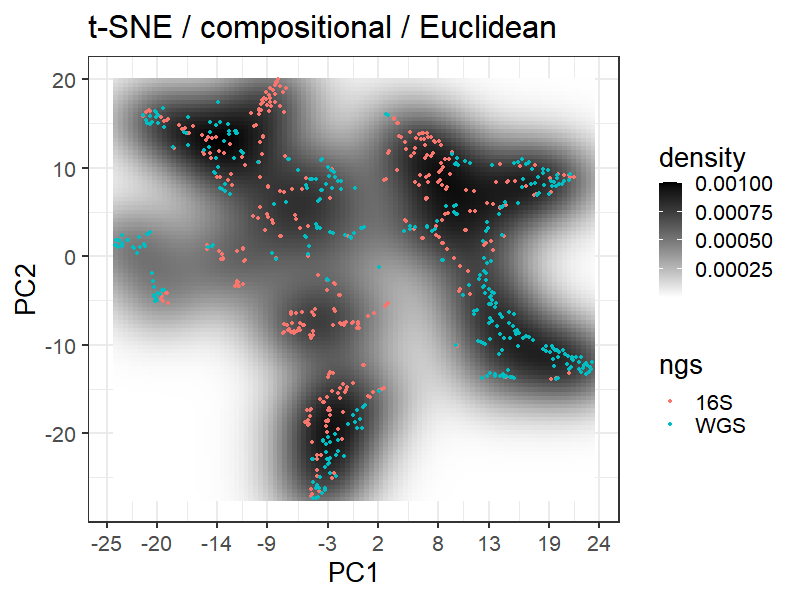 t-SNE / compositional / Euclidean
20
10
0
-10
-20
PC2
-25 -20 -14 -9 -3 2 8 13 19 24
PC1
density
0.00100
0.00075
0.00050
0.00025
ngs
16S
WGS